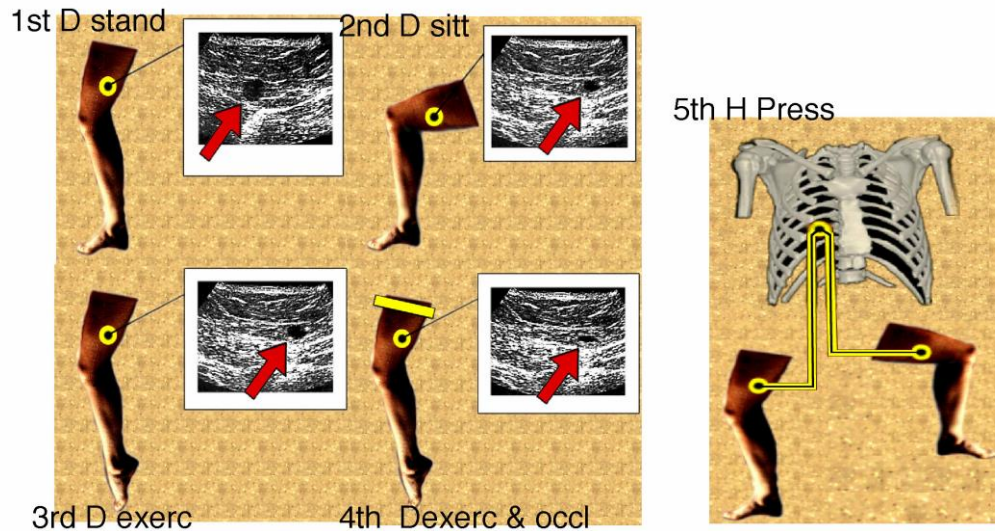 1st D stand
2nd D sitt
5th H Press
3rd D exerc
4th Dexerc & occl